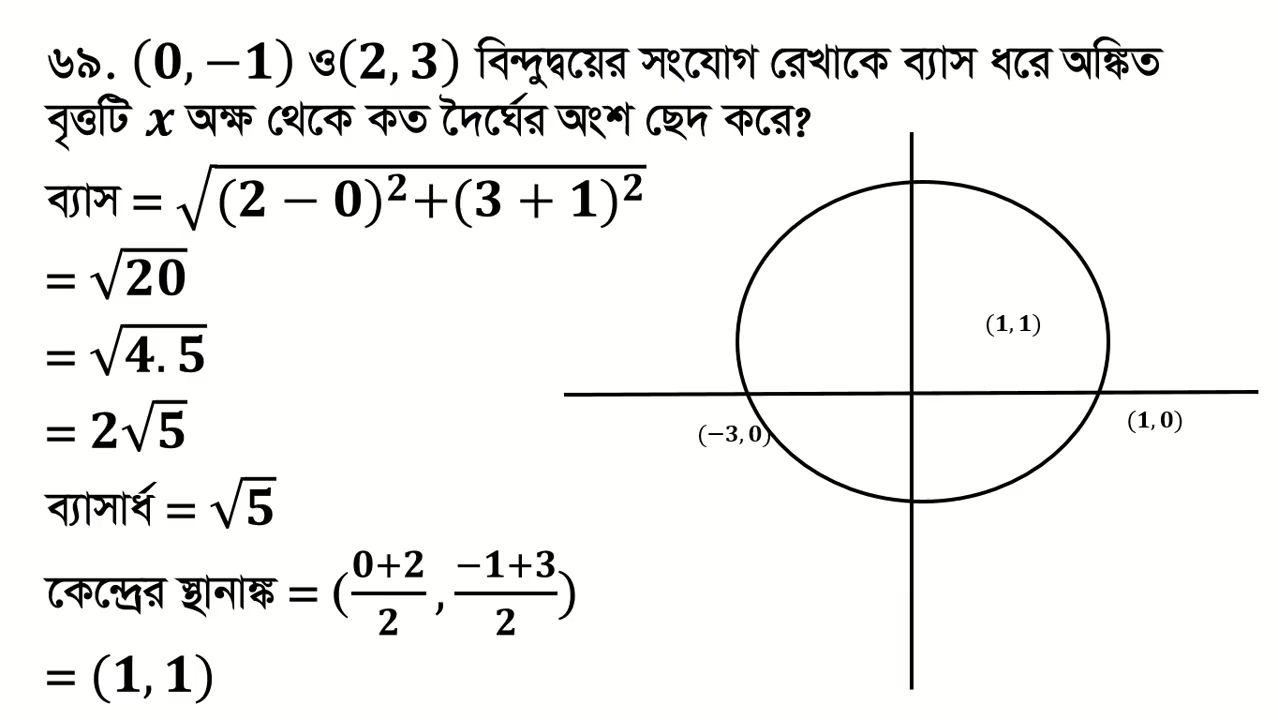 ৬৯. (0, −1) ও(2, 3) বিন্দুদ্বয়ের সংযোগ রেখাকে ব্যাস ধরে অঙ্কিত
বৃত্তটি x অক্ষ থেকে কত দৈর্ঘের অংশ ছেদ করে?
ব্যাস = √(2 − 0)²+(3 + 1)²
= √20
= √4.5
= 2√5
ব্যাসার্ধ = √5
কেন্দ্রের স্থানাঙ্ক = (0+2/2, −1+3/2)
= (1, 1)
(1, 1)
(−3, 0)
(1, 0)